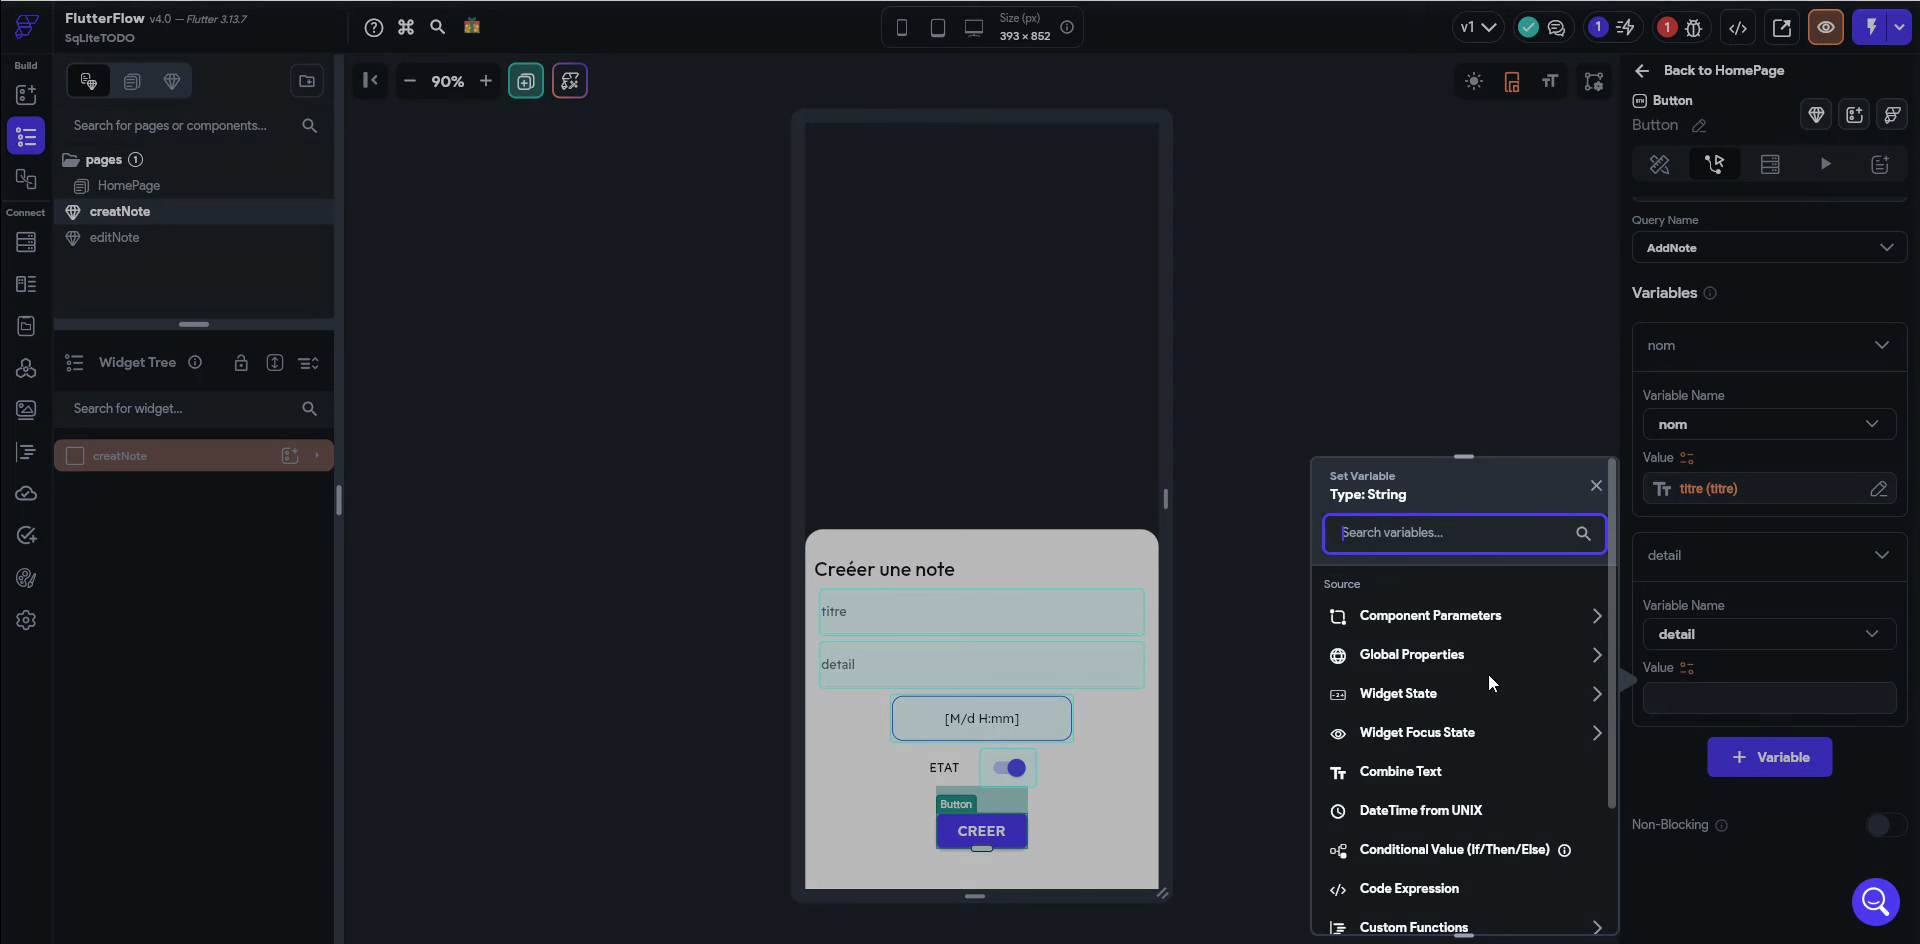 FlutterFlow v4.0 — Flutter 3.13.7
SqLiteTODO
Size (px)
393 × 852
v1
1
1
Build
Connect
Search for pages or components...
pages 1
HomePage
creatNote
editNote
Widget Tree
Search for widget...
creatNote
90%
Creéer une note
titre
detail
[M/d H:mm]
ETAT
Button
CREER
Set Variable
Type: String
Search variables...
Source
Component Parameters
Global Properties
Widget State
Widget Focus State
Combine Text
DateTime from UNIX
Conditional Value (If/Then/Else)
Code Expression
Custom Functions
Back to HomePage
Button
Button
Query Name
AddNote
Variables
nom
Variable Name
nom
Value
titre (titre)
detail
Variable Name
detail
Value
+ Variable
Non-Blocking